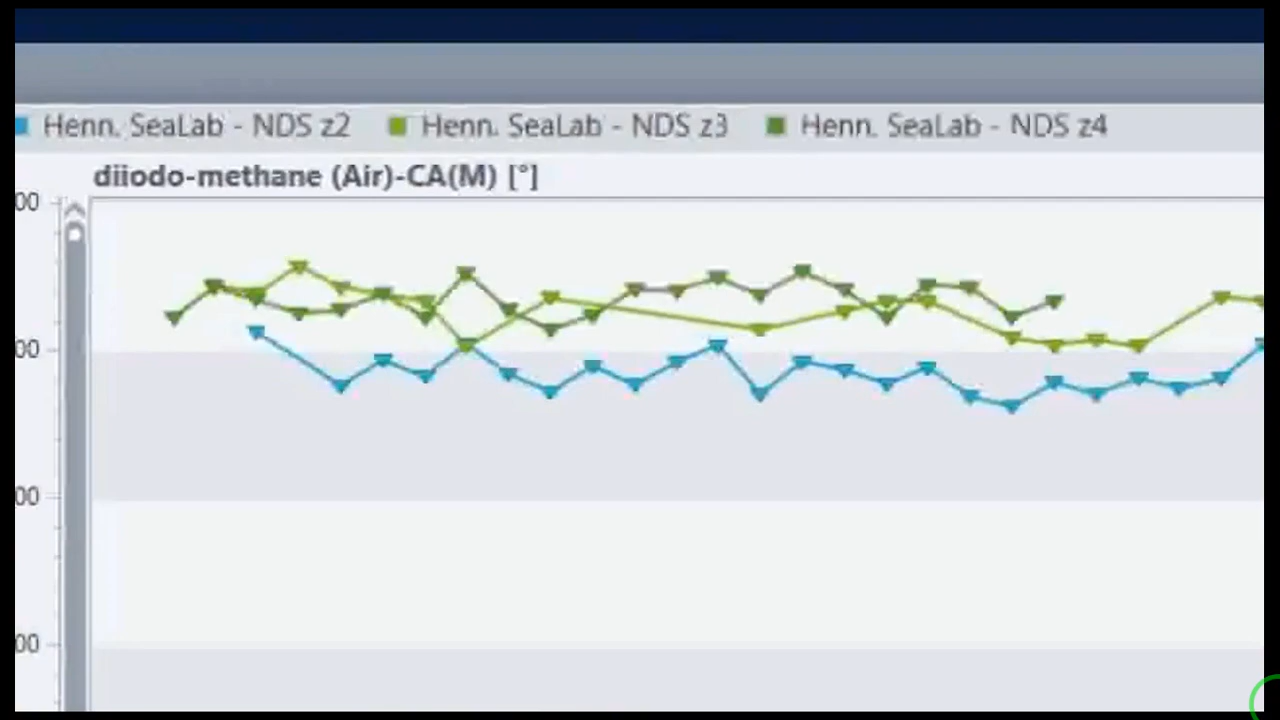 Henn. SeaLab - NDS z2 Henn. SeaLab - NDS z3 Henn. SeaLab - NDS z4
diiodo-methane (Air)-CA(M) [°]
00
00
00
00